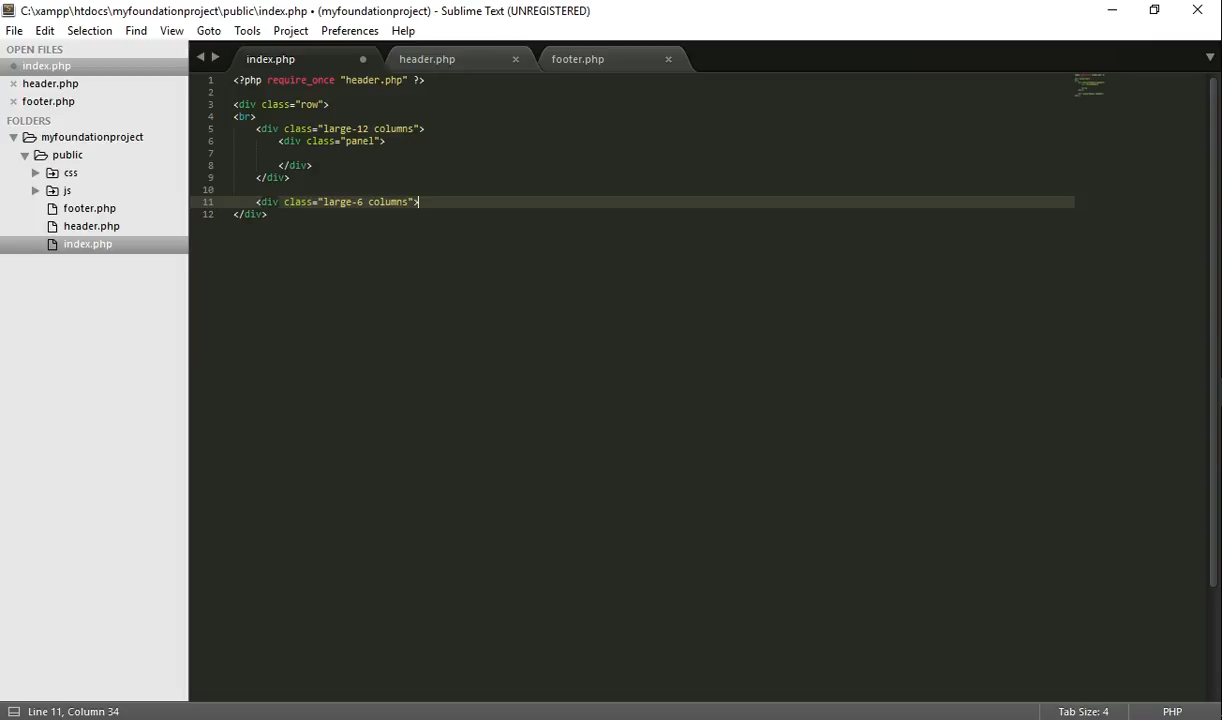 C:\xampp\htdocs\myfoundationproject\public\index.php • (myfoundationproject) - Sublime Text (UNREGISTERED)
File Edit Selection Find View Goto Tools Project Preferences Help
OPEN FILES
index.php
header.php
footer.php
FOLDERS
myfoundationproject
public
css
js
footer.php
header.php
index.php
index.php header.php footer.php
1 <?php require_once "header.php" ?>
2
3 <div class="row">
4 <br>
5 <div class="large-12 columns">
6 <div class="panel">
7
8 </div>
9 </div>
10
11 <div class="large-6 columns">
12 </div>
Line 11, Column 34 Tab Size: 4 PHP